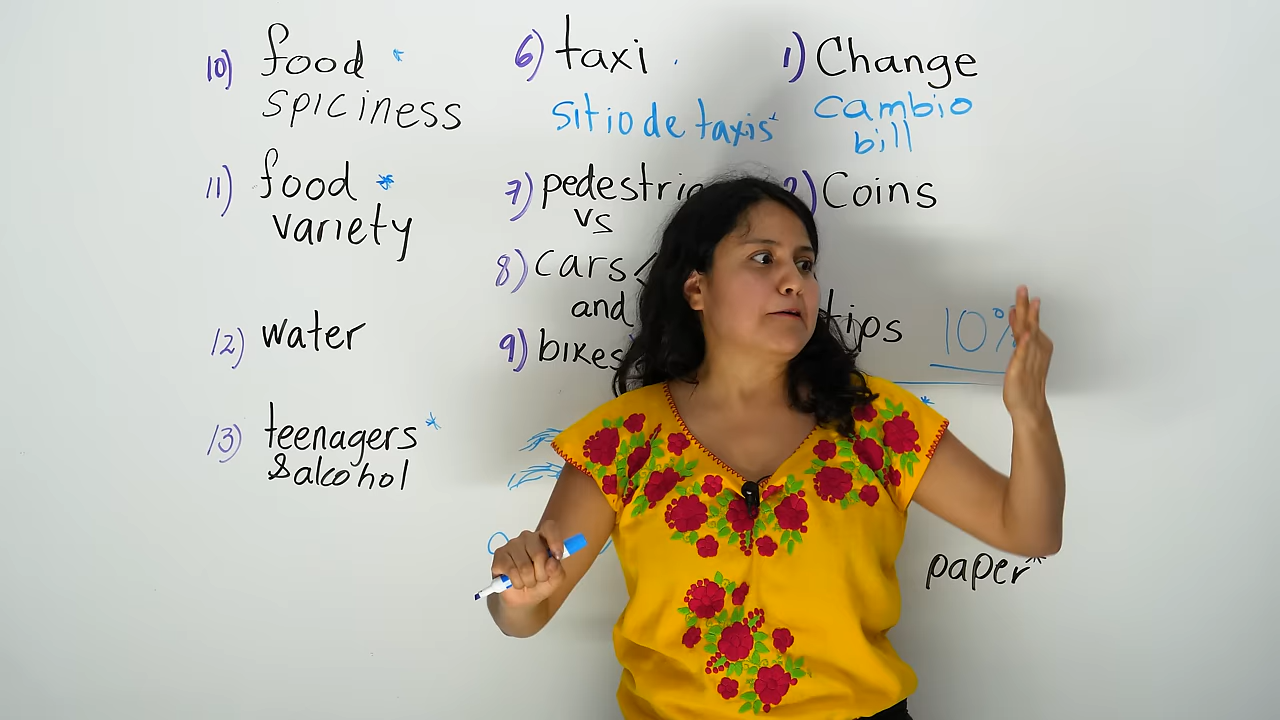 1) Change
cambio
bill
2) Coins
tips 10%
paper*
6) taxi
sitio de taxis*
7)
vs
8) cars
and
9) bikes
10) food *
spiciness
11) food *
variety
12) water
13) teenagers *
& alcohol